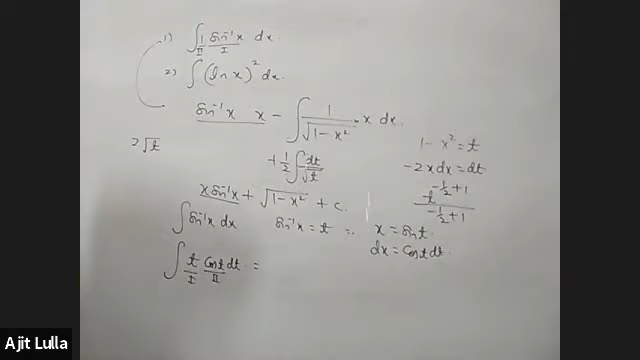 1) ∫ 1 sin⁻¹x dx.
II I
2) ∫ (ln x)² dx.
sin⁻¹x x − ∫ 1/√(1−x²) · x dx.
1 − x² = t
2√t
−2x dx = dt
+ 1/2 ∫ dt/√t
t^(−1/2+1) / (−1/2+1)
x sin⁻¹x + √(1−x²) + c.
∫ sin⁻¹x dx sin⁻¹x = t x = sin t.
dx = cos t dt.
∫ t cos t dt =
I II
Ajit Lulla